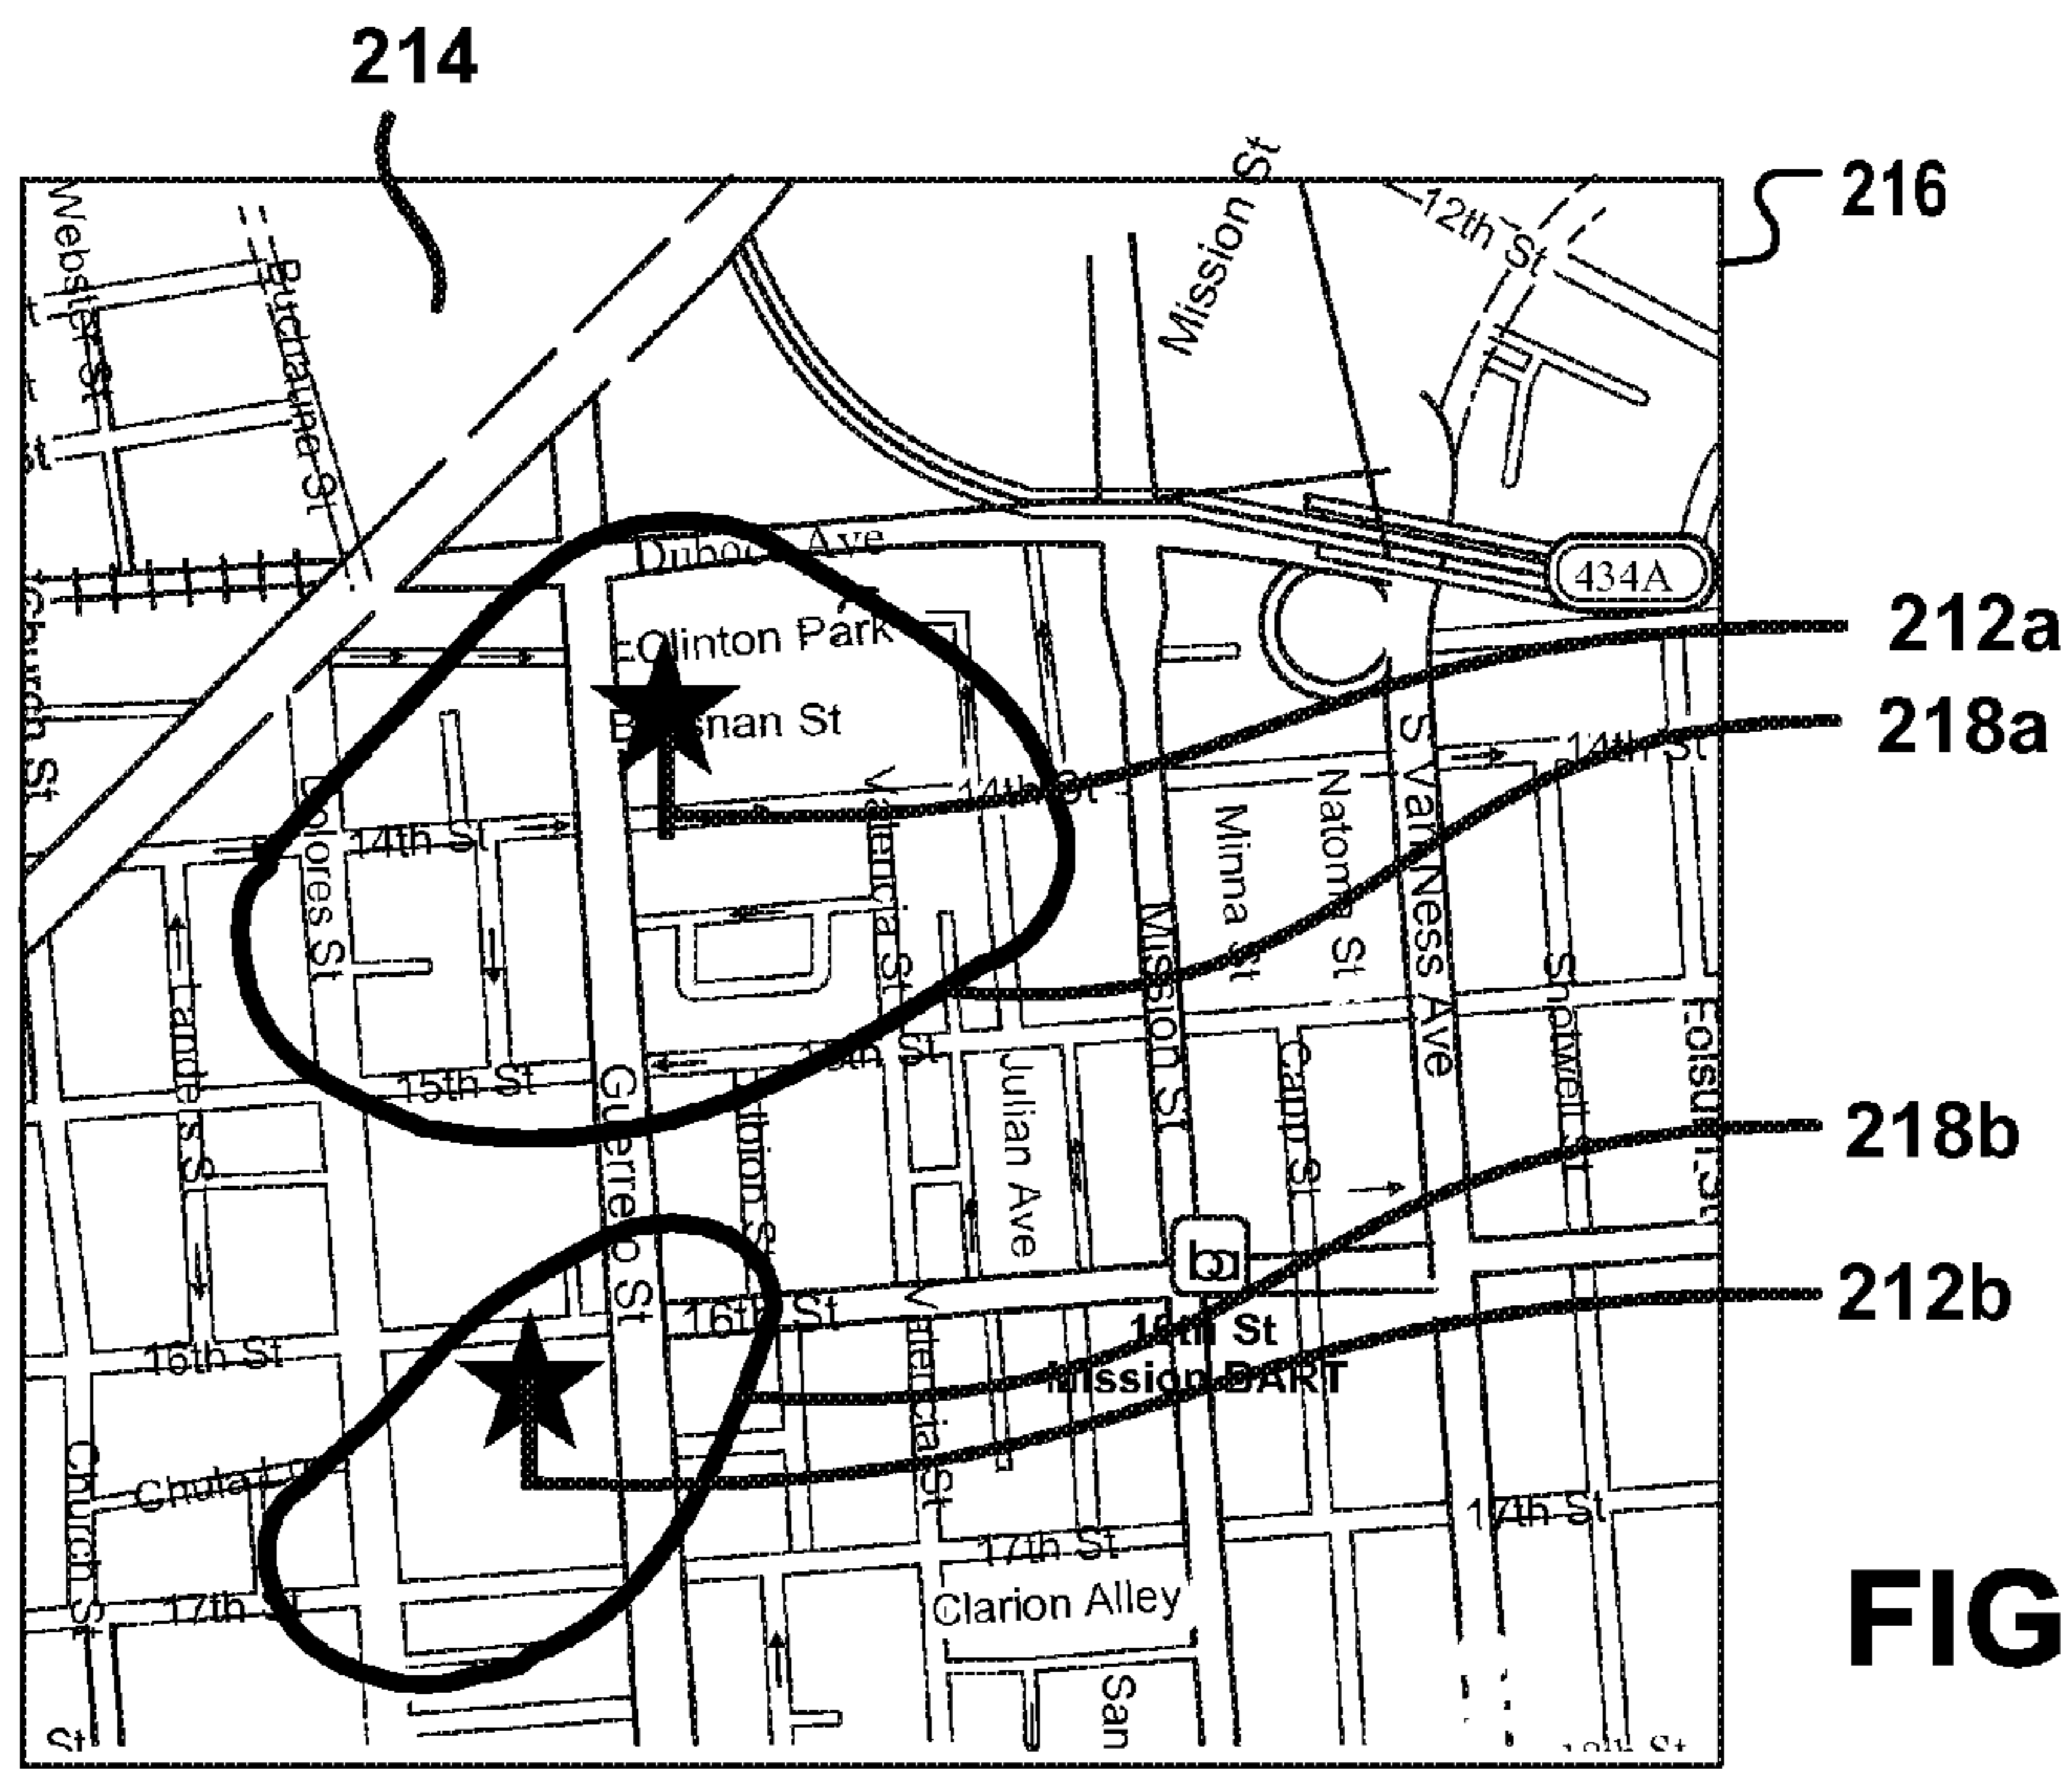 214
216
Webster St
Buchanan St
Mission St
12th St
Duboce Ave
434A
212a
Clinton Park
218a
Brosnan St
14th St
S Van Ness Ave
Church St
14th St
14th St
Dolores St
Valencia St
Minna St
Natoma St
Mission St
Shotwell St
Folsom St
Landers St
15th St
15th St
Guerrero St
Julian Ave
Capp St
218b
212b
16th St
16th St
16th St
Mission BART
Valencia St
Church St
Chula
17th St
17th St
17th St
Clarion Alley
San
St
FIG